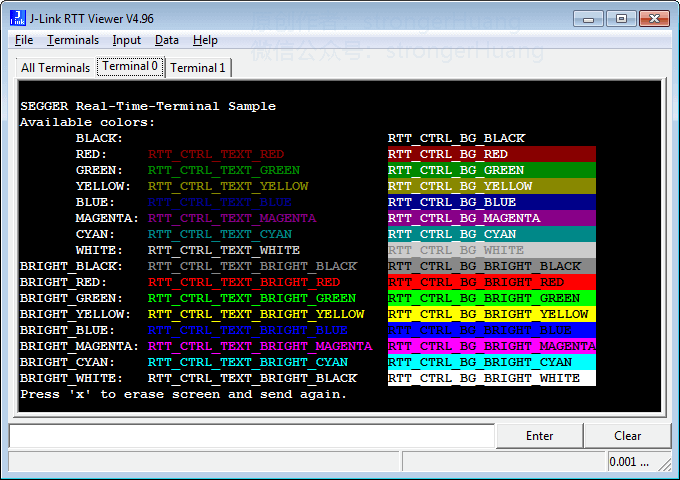 J-Link RTT Viewer V4.96
微信公众号: strongerHuang
File Terminals Input Data Help
All Terminals Terminal 0 Terminal 1
SEGGER Real-Time-Terminal Sample
Available colors:
BLACK: RTT_CTRL_BG_BLACK
RED: RTT_CTRL_TEXT_RED RTT_CTRL_BG_RED
GREEN: RTT_CTRL_TEXT_GREEN RTT_CTRL_BG_GREEN
YELLOW: RTT_CTRL_TEXT_YELLOW RTT_CTRL_BG_YELLOW
BLUE: RTT_CTRL_TEXT_BLUE RTT_CTRL_BG_BLUE
MAGENTA: RTT_CTRL_TEXT_MAGENTA RTT_CTRL_BG_MAGENTA
CYAN: RTT_CTRL_TEXT_CYAN RTT_CTRL_BG_CYAN
WHITE: RTT_CTRL_TEXT_WHITE RTT_CTRL_BG_WHITE
BRIGHT_BLACK: RTT_CTRL_TEXT_BRIGHT_BLACK RTT_CTRL_BG_BRIGHT_BLACK
BRIGHT_RED: RTT_CTRL_TEXT_BRIGHT_RED RTT_CTRL_BG_BRIGHT_RED
BRIGHT_GREEN: RTT_CTRL_TEXT_BRIGHT_GREEN RTT_CTRL_BG_BRIGHT_GREEN
BRIGHT_YELLOW: RTT_CTRL_TEXT_BRIGHT_YELLOW RTT_CTRL_BG_BRIGHT_YELLOW
BRIGHT_BLUE: RTT_CTRL_TEXT_BRIGHT_BLUE RTT_CTRL_BG_BRIGHT_BLUE
BRIGHT_MAGENTA: RTT_CTRL_TEXT_BRIGHT_MAGENTA RTT_CTRL_BG_BRIGHT_MAGENTA
BRIGHT_CYAN: RTT_CTRL_TEXT_BRIGHT_CYAN RTT_CTRL_BG_BRIGHT_CYAN
BRIGHT_WHITE: RTT_CTRL_TEXT_BRIGHT_BLACK RTT_CTRL_BG_BRIGHT_WHITE
Press 'x' to erase screen and send again.
Enter Clear
0.001 ...